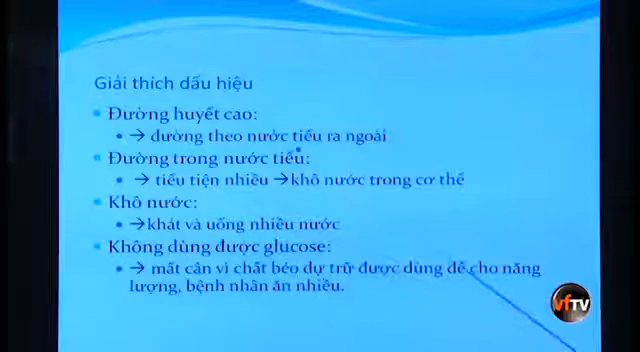 Giải thích dấu hiệu
Đường huyết cao:
→ đường theo nước tiểu ra ngoài
Đường trong nước tiểu:
→ tiểu tiện nhiều →khô nước trong cơ thể
Khô nước:
→khát và uống nhiều nước
Không dùng được glucose:
→ mất cân vì chất béo dự trữ được dùng để cho năng
lượng, bệnh nhân ăn nhiều.
vfTV